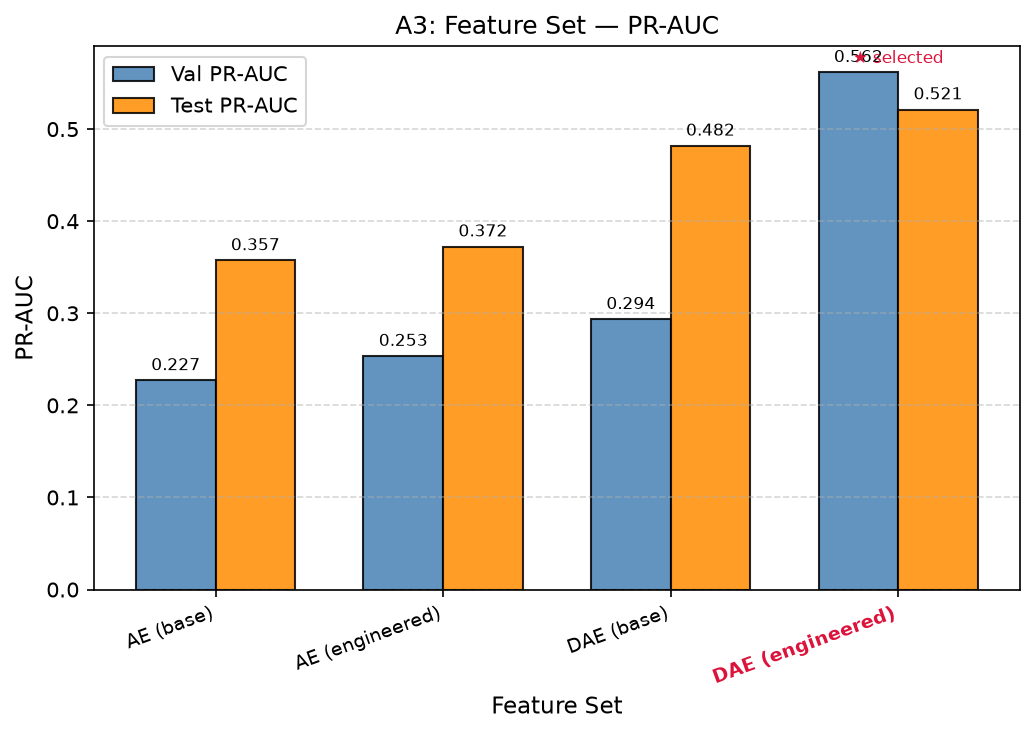 A3: Feature Set — PR-AUC
Val PR-AUC
Test PR-AUC
0.562
★ selected
0.521
0.482
0.372
0.357
0.294
0.253
0.227
PR-AUC
0.5
0.4
0.3
0.2
0.1
0.0
AE (base)
AE (engineered)
DAE (base)
DAE (engineered)
Feature Set